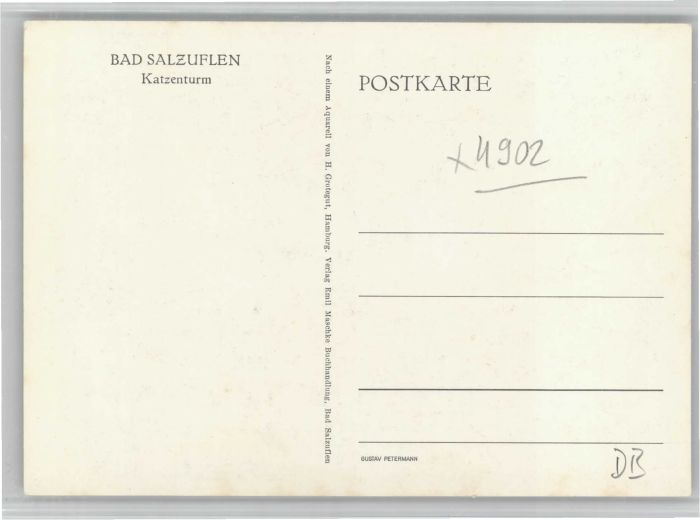 BAD SALZUFLEN
Katzenturm
Nach einem Aquarell von H. Grotegut, Hamburg. Verlag Emil Maschke Buchhandlung, Bad Salzuflen
POSTKARTE
x4902
GUSTAV PETERMANN
DB